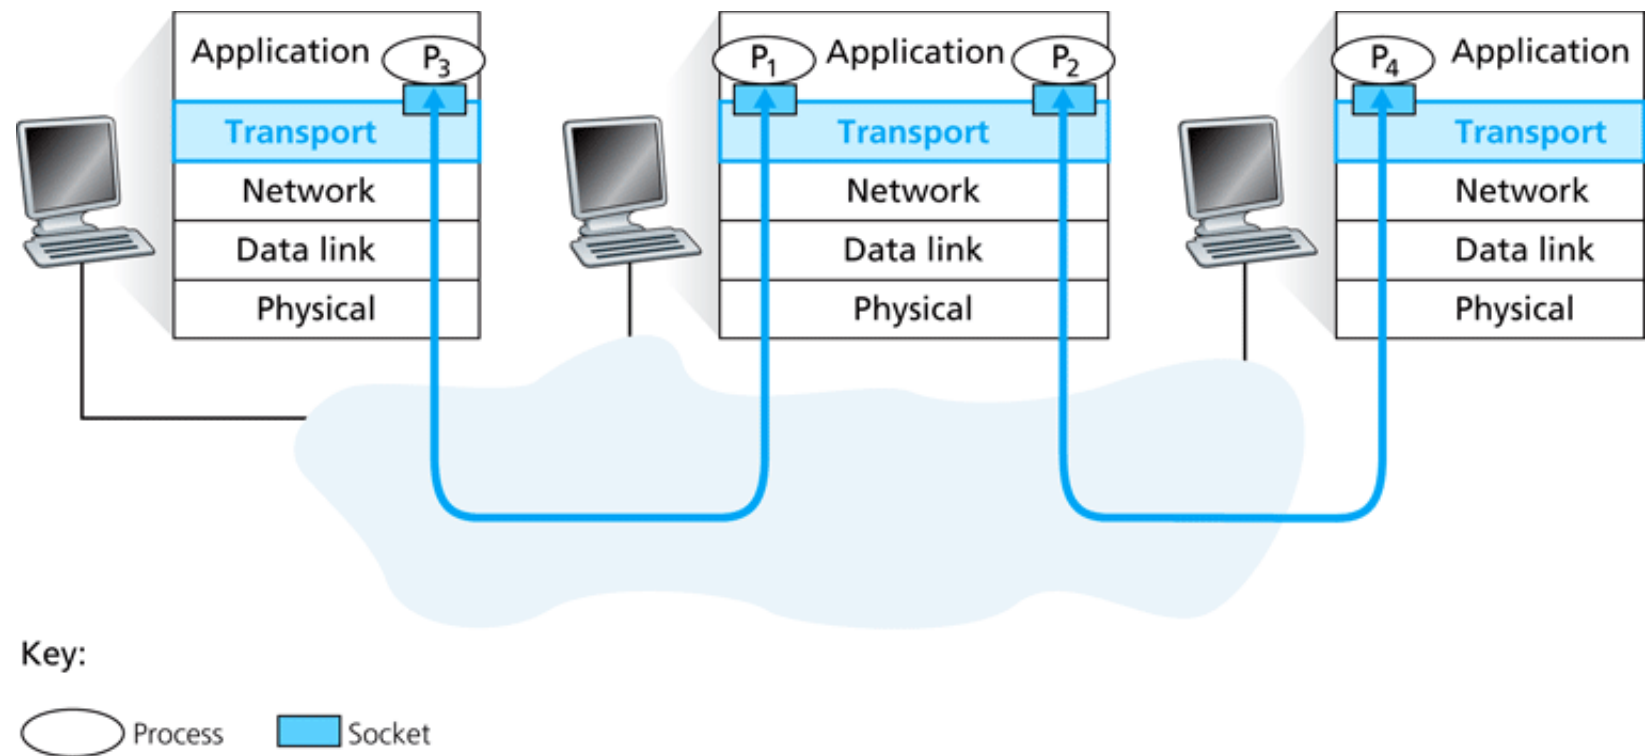 Application P3
Transport
Network
Data link
Physical
P1 Application P2
Transport
Network
Data link
Physical
P4 Application
Transport
Network
Data link
Physical
Key:
Process
Socket